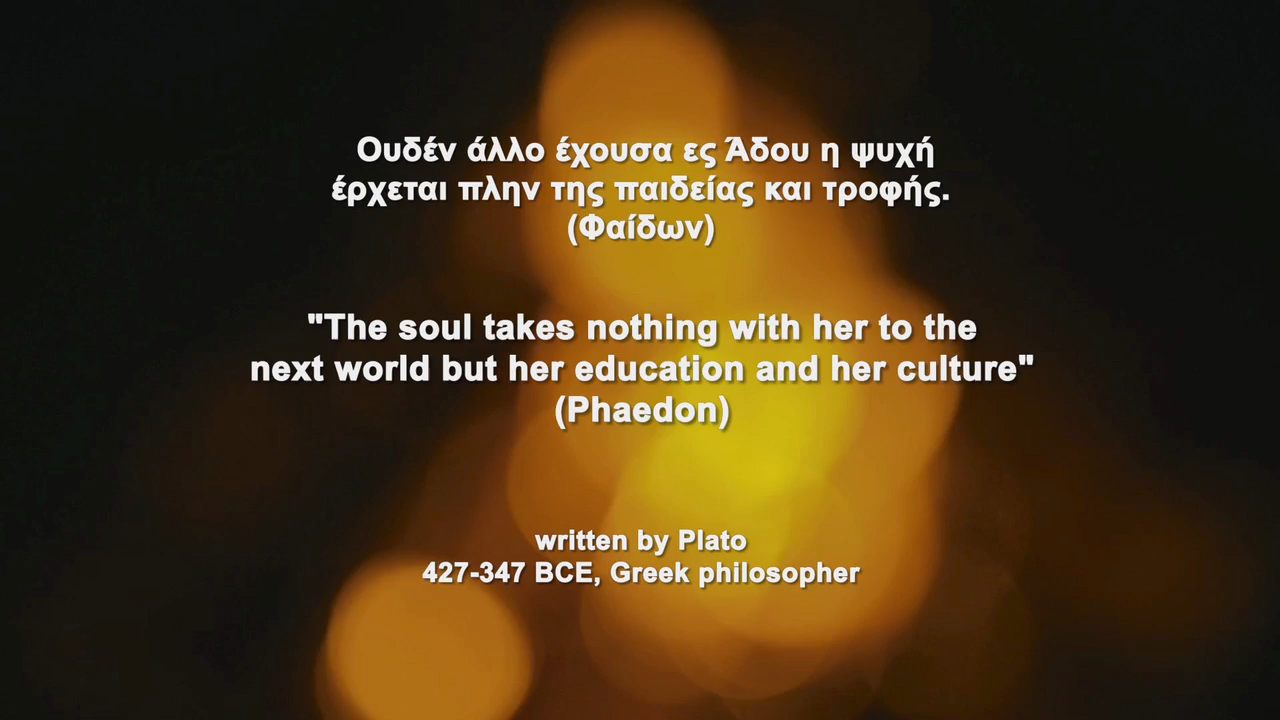 Ουδέν άλλο έχουσα ες Άδου η ψυχή
έρχεται πλην της παιδείας και τροφής.
(Φαίδων)
"The soul takes nothing with her to the
next world but her education and her culture"
(Phaedon)
written by Plato
427-347 BCE, Greek philosopher